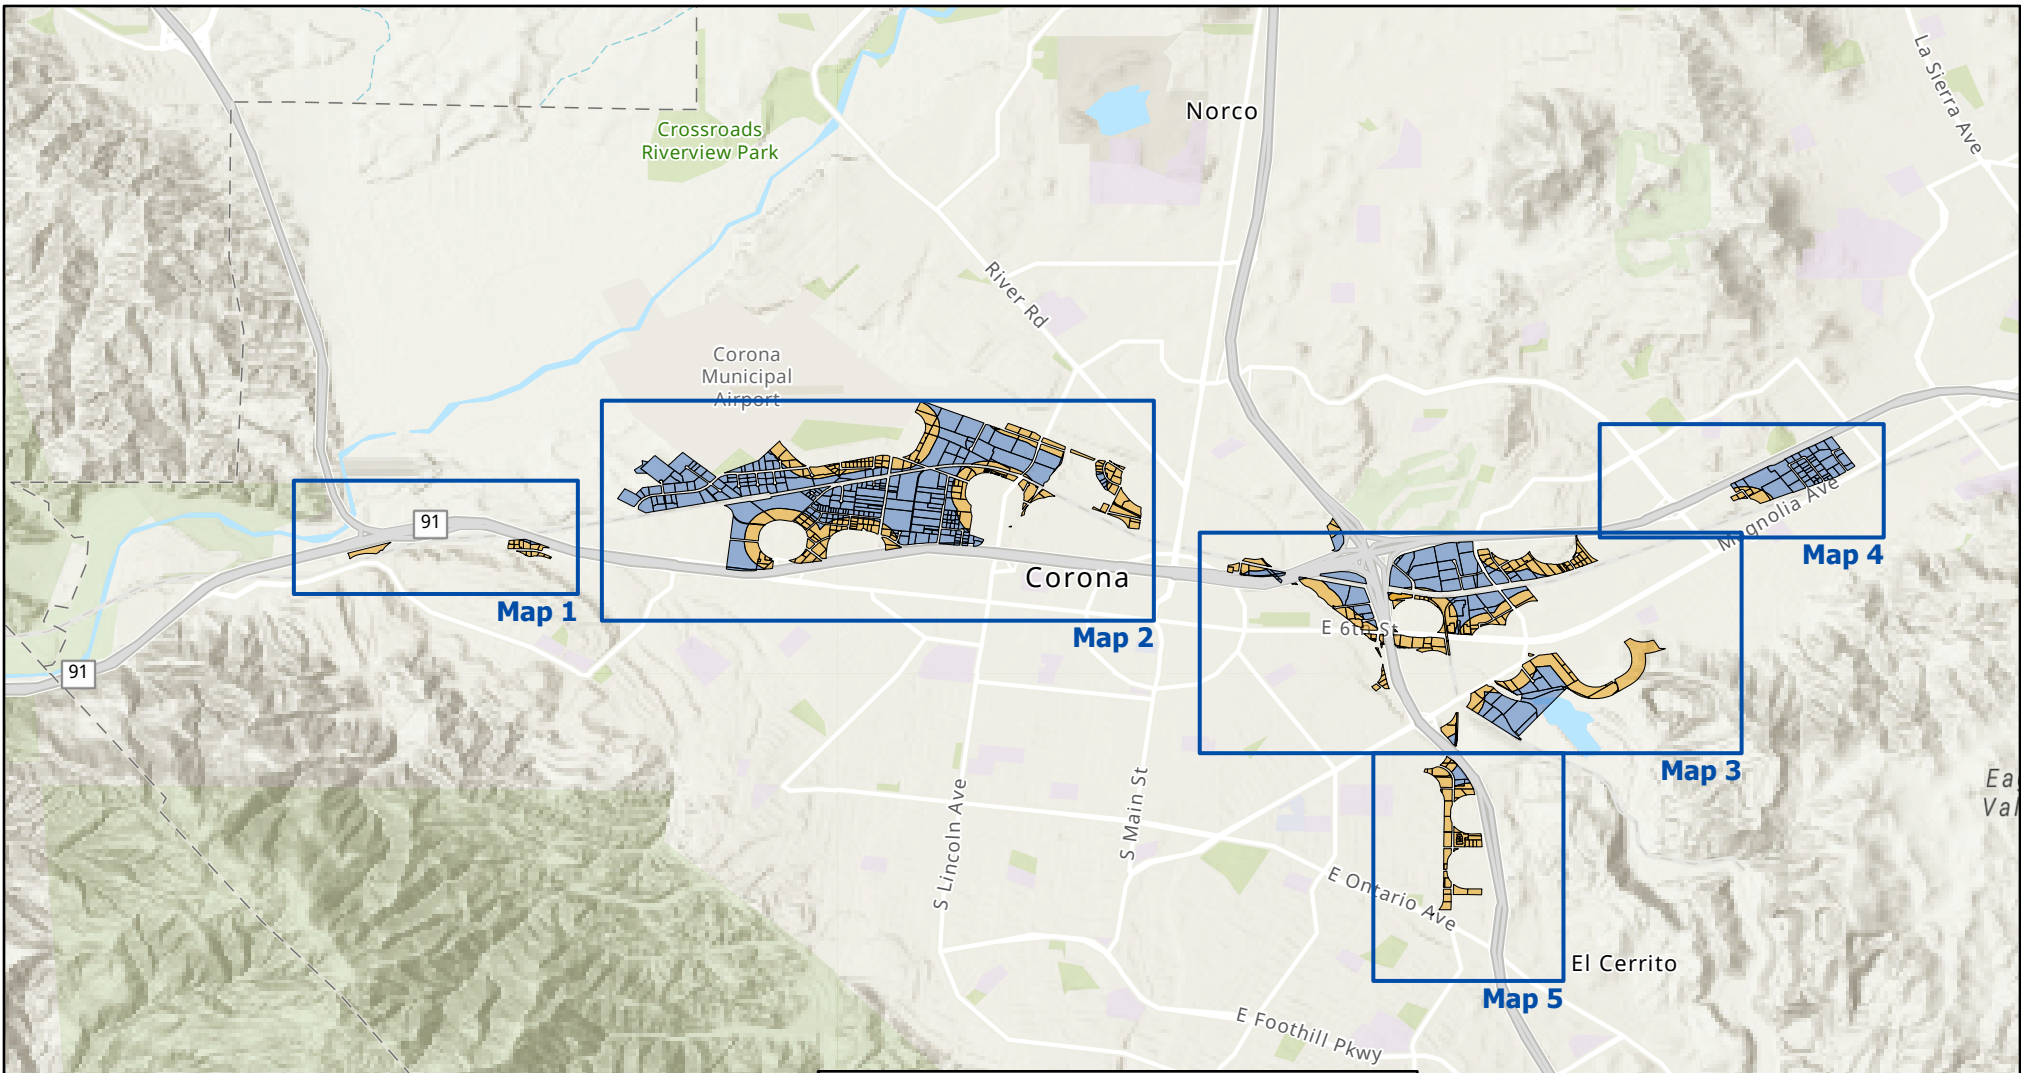 La Sierra Ave
Norco
Crossroads
Riverview Park
River Rd
Corona
Municipal
Airport
91
Map 1
Corona
Map 2
Magnolia Ave
Map 4
E 6th St
91
Map 3
S Lincoln Ave
S Main St
E Ontario Ave
El Cerrito
Map 5
E Foothill Pkwy